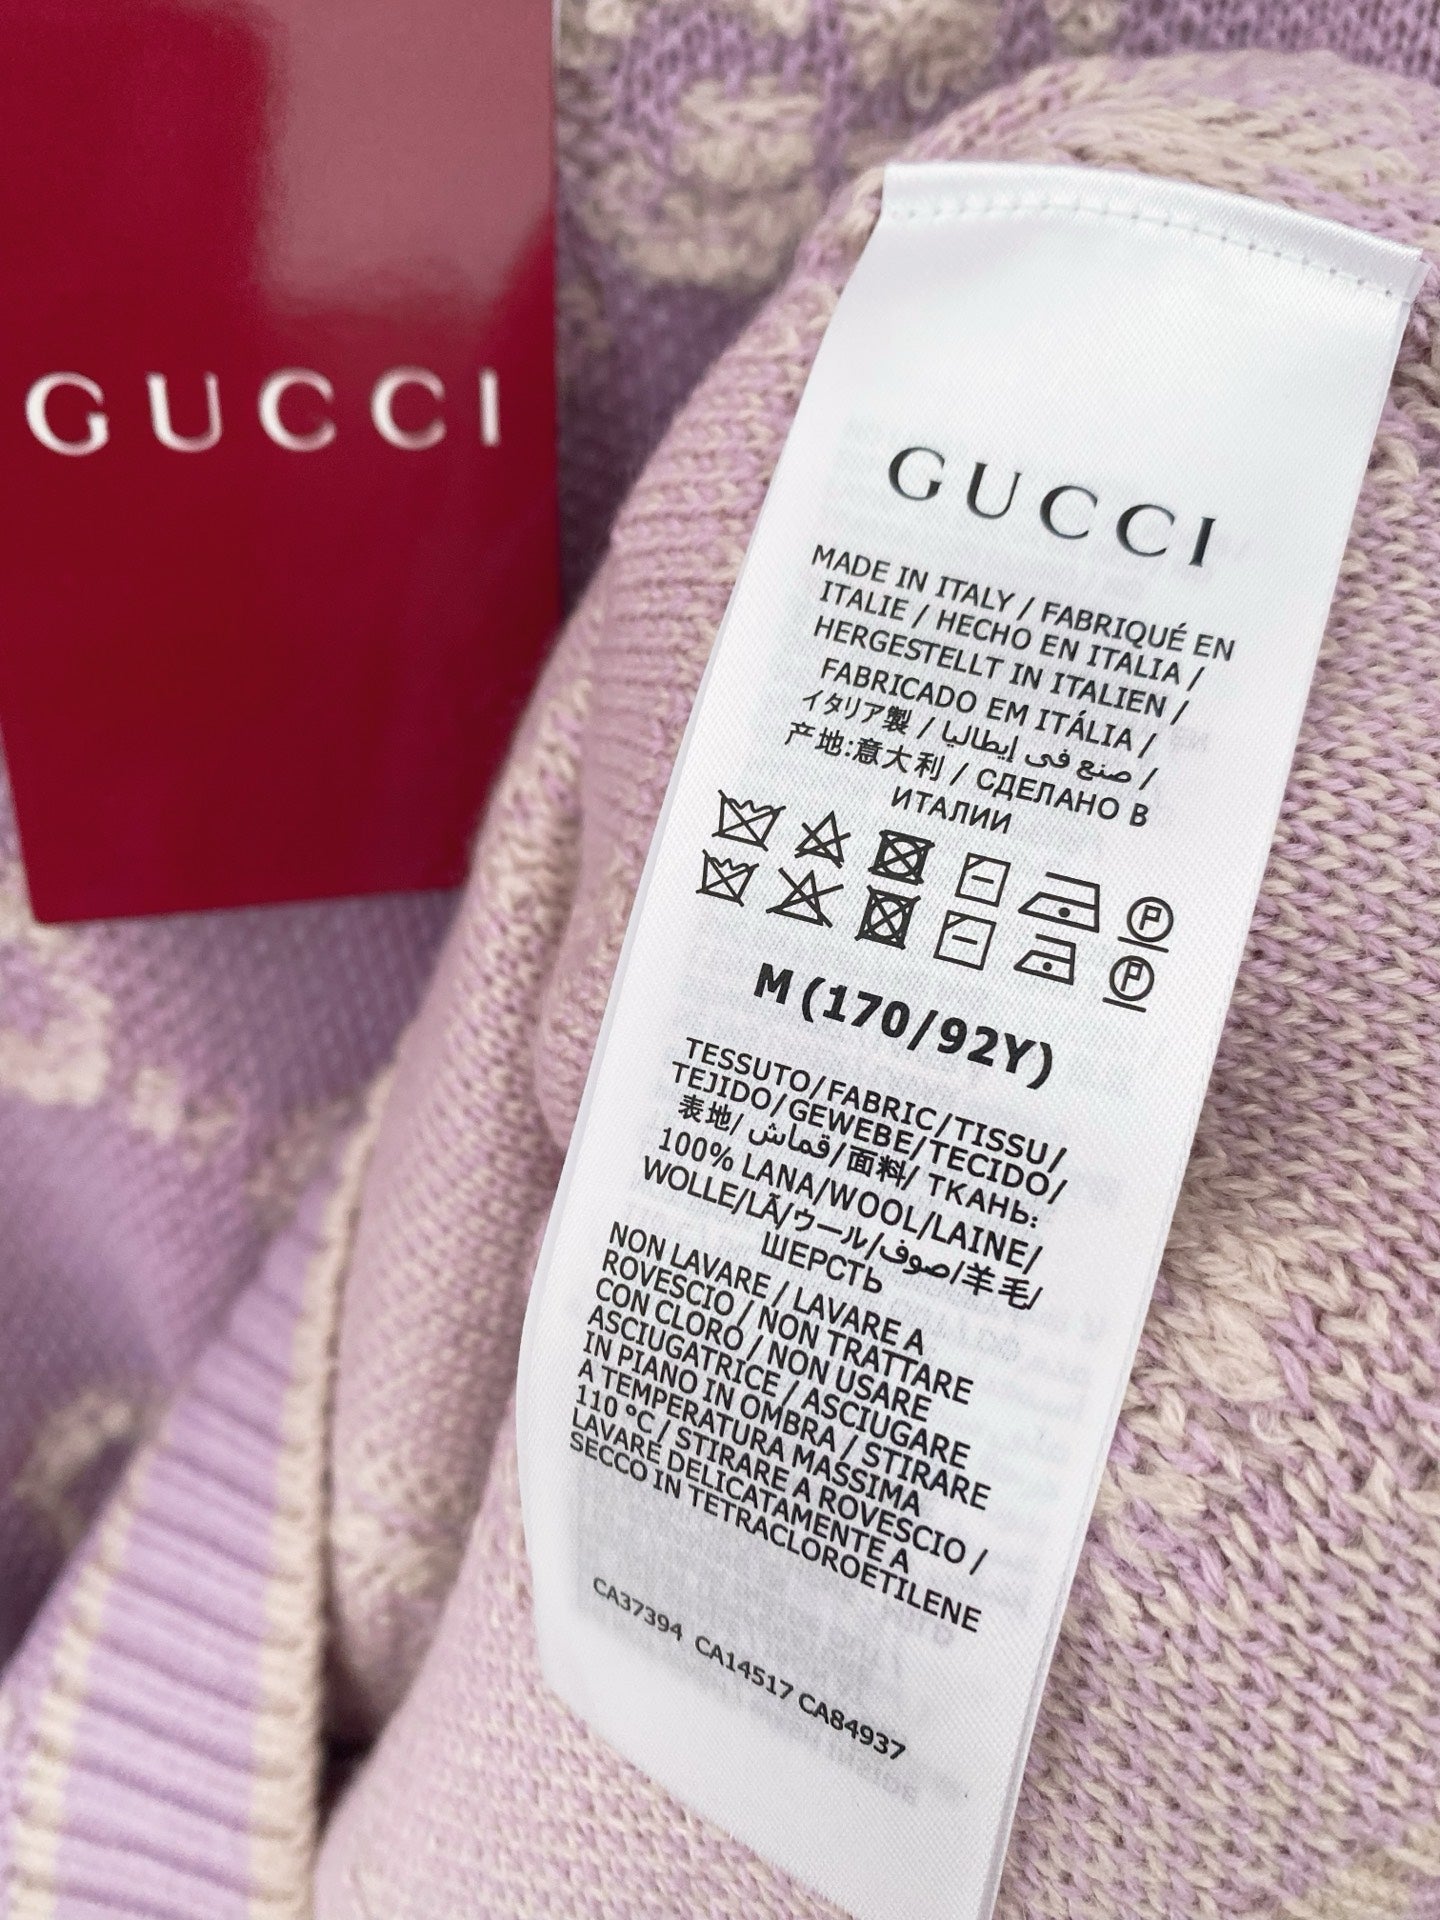 GUCCI
GUCCI
MADE IN ITALY / FABRIQUÉ EN
ITALIE / HECHO EN ITALIA /
HERGESTELLT IN ITALIEN /
FABRICADO EM ITÁLIA /
イタリア製 / صنع في إيطاليا /
产地:意大利 / СДЕЛАНО В
ИТАЛИИ
P
P
M (170/92Y)
TESSUTO/FABRIC/TISSU/
TEJIDO/GEWEBE/TECIDO/
表地/ قماش/面料/ ТКАНЬ:
100% LANA/WOOL/LAINE/
WOLLE/LÃ/ウール/صوف/羊毛/
ШЕРСТЬ
NON LAVARE / LAVARE A
ROVESCIO / NON TRATTARE
CON CLORO / NON USARE
ASCIUGATRICE / ASCIUGARE
IN PIANO IN OMBRA / STIRARE
A TEMPERATURA MASSIMA
110 °C / STIRARE A ROVESCIO /
LAVARE DELICATAMENTE A
SECCO IN TETRACLOROETILENE
CA37394 CA14517 CA84937